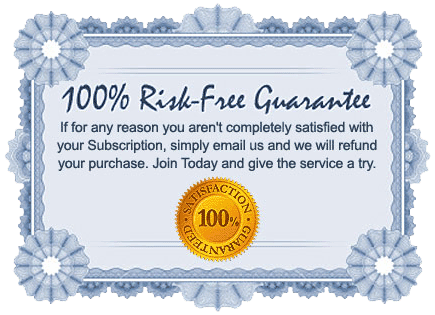 100% Risk-Free Guarantee
If for any reason you aren't completely satisfied with
your Subscription, simply email us and we will refund
your purchase. Join Today and give the service a try.
SATISFACTION
100%
GUARANTEED